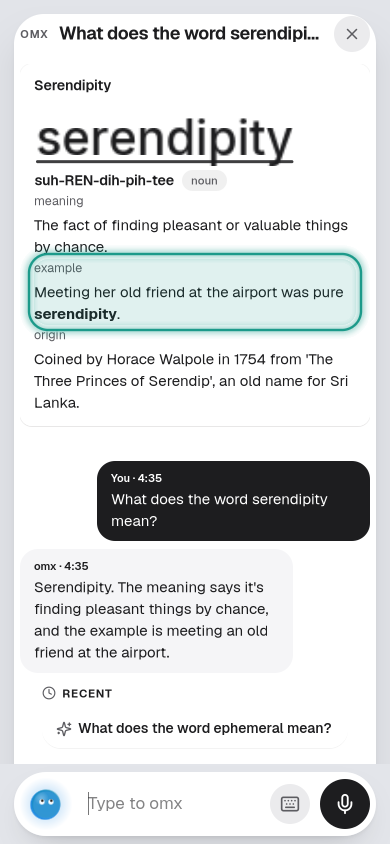 OMX What does the word serendipi...
Serendipity
serendipity
suh-REN-dih-pih-tee noun
meaning
The fact of finding pleasant or valuable things
by chance.
example
Meeting her old friend at the airport was pure
serendipity.
origin
Coined by Horace Walpole in 1754 from 'The
Three Princes of Serendip', an old name for Sri
Lanka.
You · 4:35
What does the word serendipity
mean?
omx · 4:35
Serendipity. The meaning says it's
finding pleasant things by chance,
and the example is meeting an old
friend at the airport.
RECENT
What does the word ephemeral mean?
Type to omx